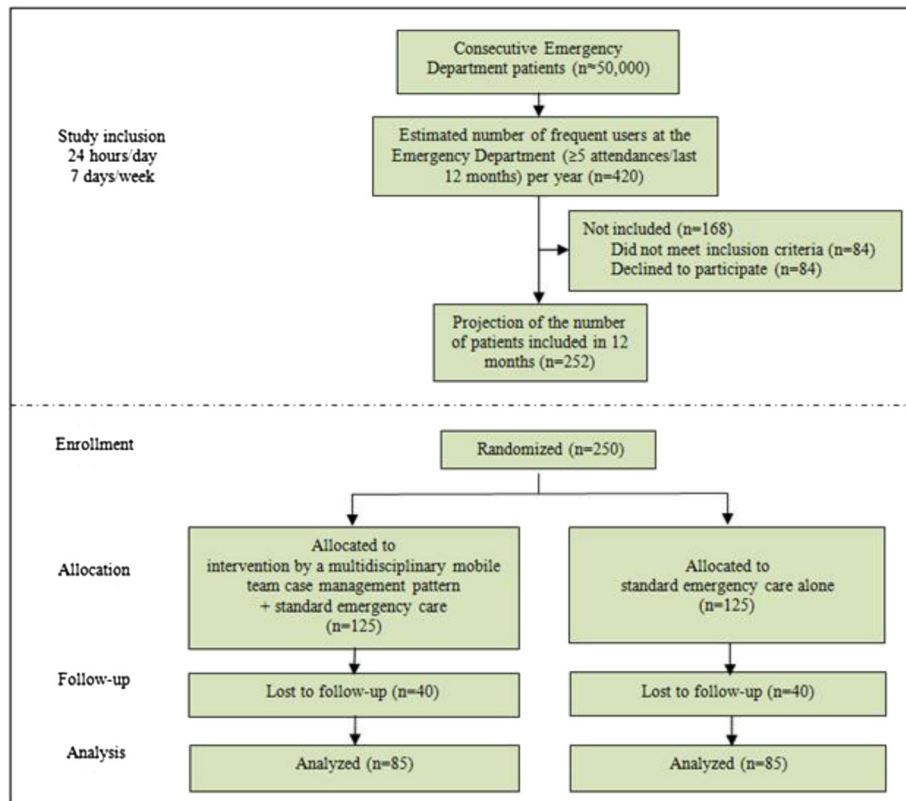 Consecutive Emergency
Department patients (n≈50,000)
Study inclusion
24 hours/day
7 days/week
Estimated number of frequent users at the
Emergency Department (≥5 attendances/last
12 months) per year (n=420)
Not included (n=168)
Did not meet inclusion criteria (n=84)
Declined to participate (n=84)
Projection of the number
of patients included in 12
months (n=252)
Enrollment
Randomized (n=250)
Allocation
Allocated to
intervention by a multidisciplinary mobile
team case management pattern
+ standard emergency care
(n=125)
Allocated to
standard emergency care alone
(n=125)
Follow-up
Lost to follow-up (n=40)
Lost to follow-up (n=40)
Analysis
Analyzed (n=85)
Analyzed (n=85)